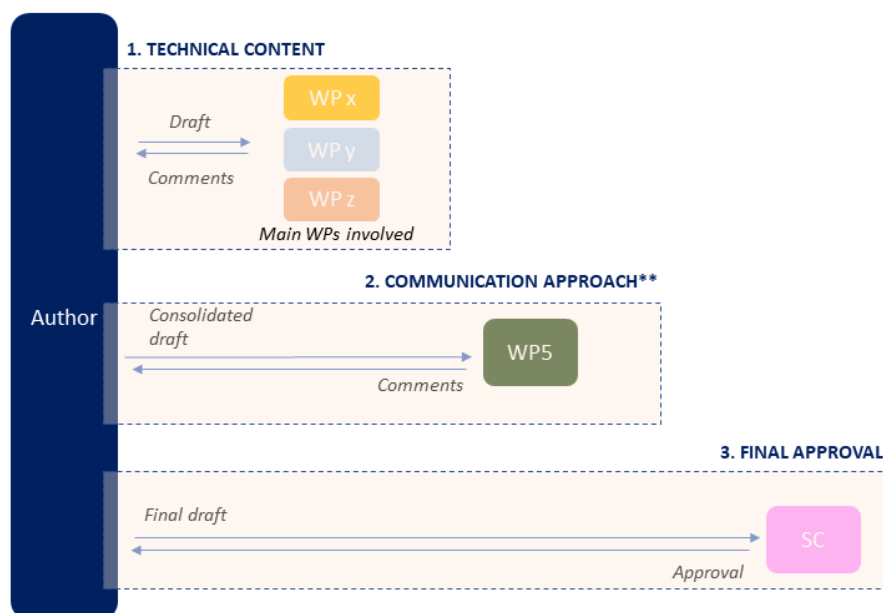 1. TECHNICAL CONTENT
WP x
Draft
WP y
Comments
WP z
Main WPs involved
2. COMMUNICATION APPROACH**
Author
Consolidated
draft
WP5
Comments
3. FINAL APPROVAL
Final draft
SC
Approval